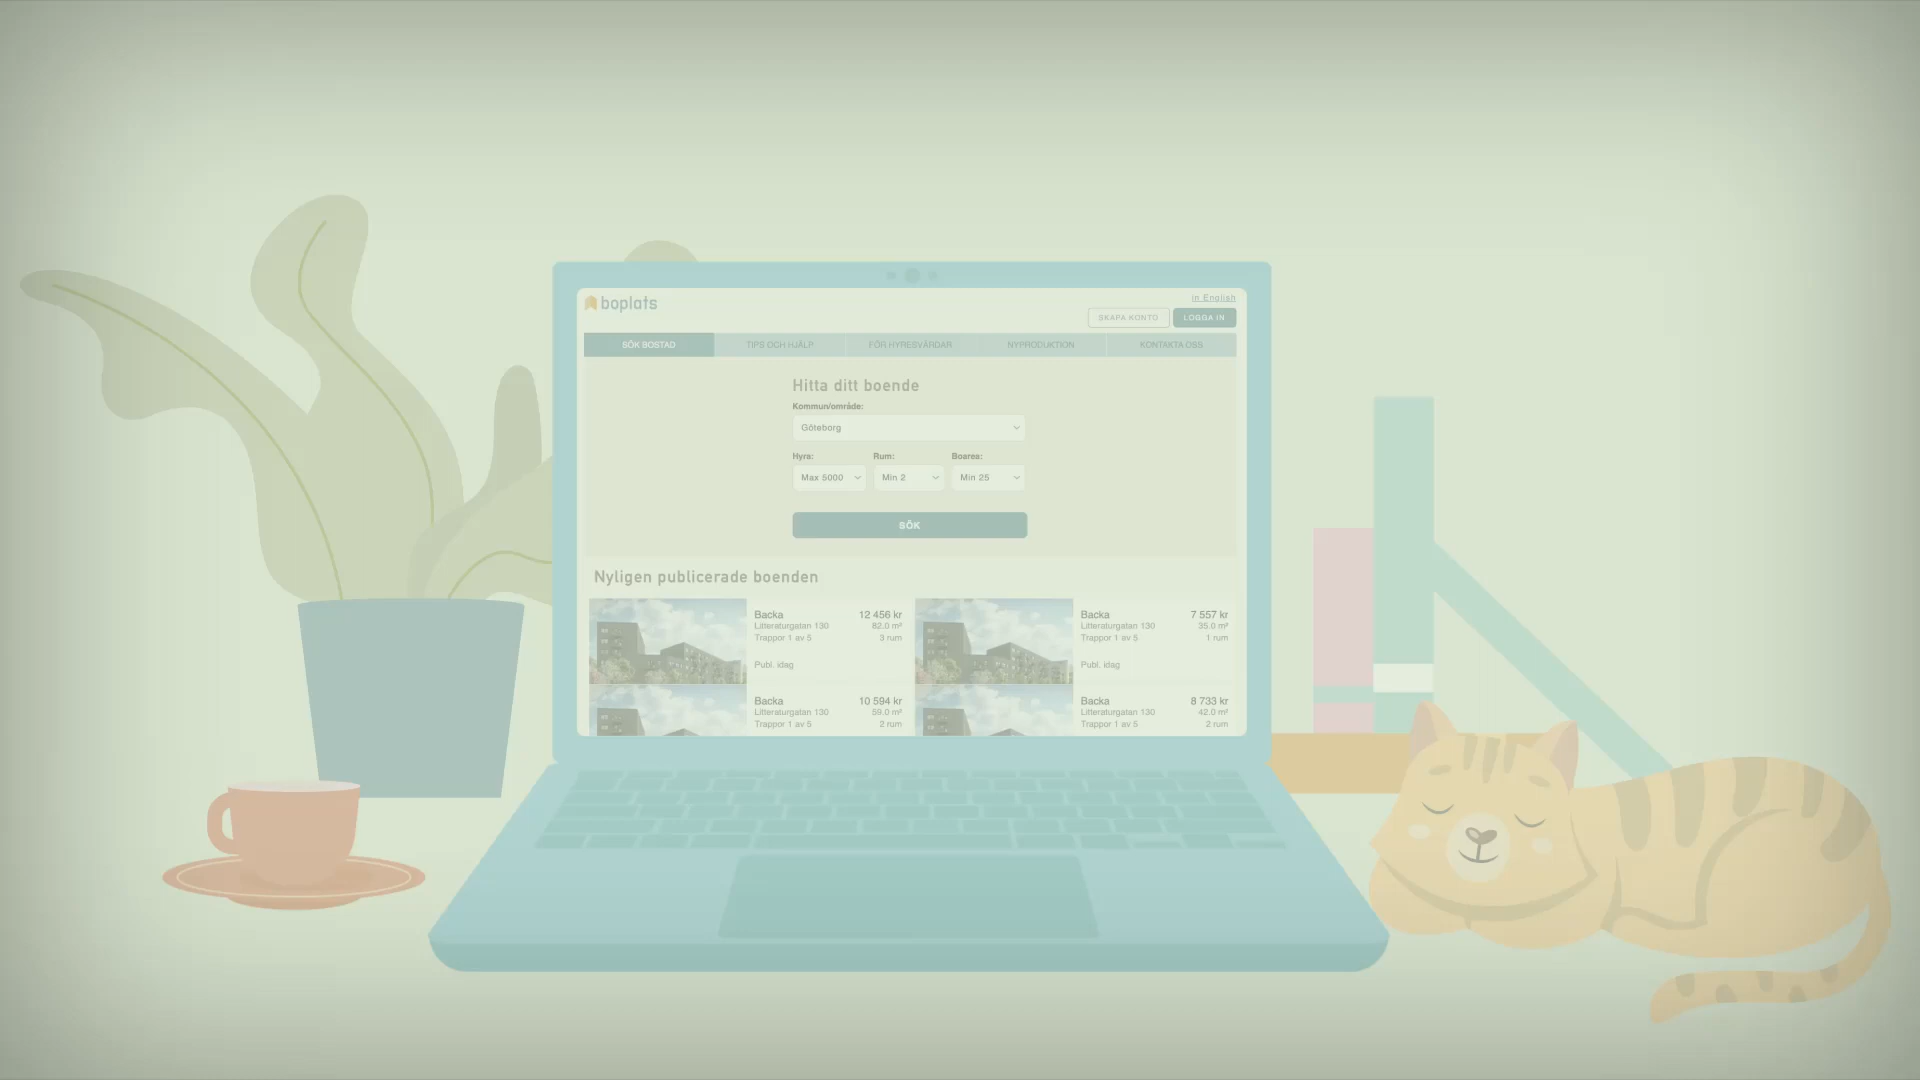 boplats
in English
SKAPA KONTO LOGGA IN
SÖK BOSTAD TIPS OCH HJÄLP FÖR HYRESVÄRDAR NYPRODUKTION KONTAKTA OSS
Hitta ditt boende
Kommun/område:
Göteborg
Hyra: Rum: Boarea:
Max 5000 Min 2 Min 25
SÖK
Nyligen publicerade boenden
Backa 12 456 kr
Litteraturgatan 130 82.0 m²
Trappor 1 av 5 3 rum
Publ. idag
Backa 7 557 kr
Litteraturgatan 130 35.0 m²
Trappor 1 av 5 1 rum
Publ. idag
Backa 10 594 kr
Litteraturgatan 130 59.0 m²
Trappor 1 av 5 2 rum
Backa 8 733 kr
Litteraturgatan 130 42.0 m²
Trappor 1 av 5 2 rum